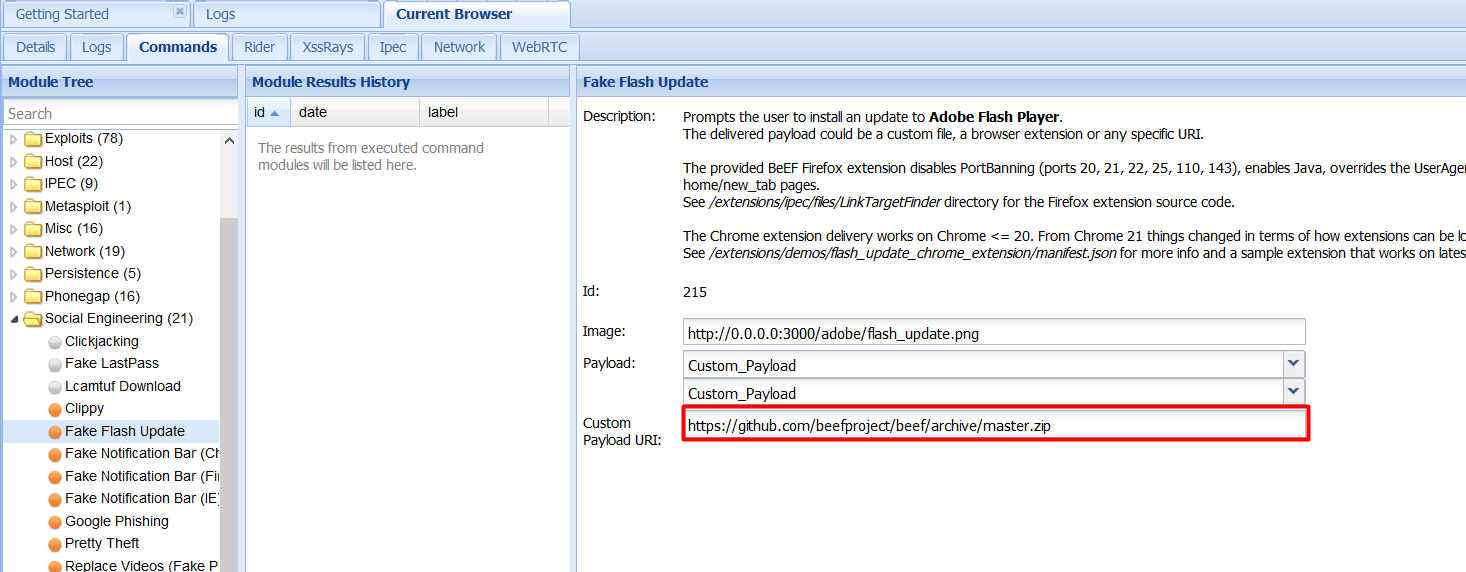 Getting Started
Logs
Current Browser
Details
Logs
Commands
Rider
XssRays
Ipec
Network
WebRTC
Module Tree
Search
Exploits (78)
Host (22)
IPEC (9)
Metasploit (1)
Misc (16)
Network (19)
Persistence (5)
Phonegap (16)
Social Engineering (21)
Clickjacking
Fake LastPass
Lcamtuf Download
Clippy
Fake Flash Update
Fake Notification Bar (Ch
Fake Notification Bar (Fir
Fake Notification Bar (IE)
Google Phishing
Pretty Theft
Replace Videos (Fake P
Module Results History
id date label
The results from executed command
modules will be listed here.
Fake Flash Update
Description:
Prompts the user to install an update to Adobe Flash Player.
The delivered payload could be a custom file, a browser extension or any specific URI.
The provided BeEF Firefox extension disables PortBanning (ports 20, 21, 22, 25, 110, 143), enables Java, overrides the UserAge
home/new_tab pages.
See /extensions/ipec/files/LinkTargetFinder directory for the Firefox extension source code.
The Chrome extension delivery works on Chrome <= 20. From Chrome 21 things changed in terms of how extensions can be lo
See /extensions/demos/flash_update_chrome_extension/manifest.json for more info and a sample extension that works on lates
Id: 215
Image: http://0.0.0.0:3000/adobe/flash_update.png
Payload: Custom_Payload
Custom_Payload
Custom
Payload URI:
https://github.com/beefproject/beef/archive/master.zip